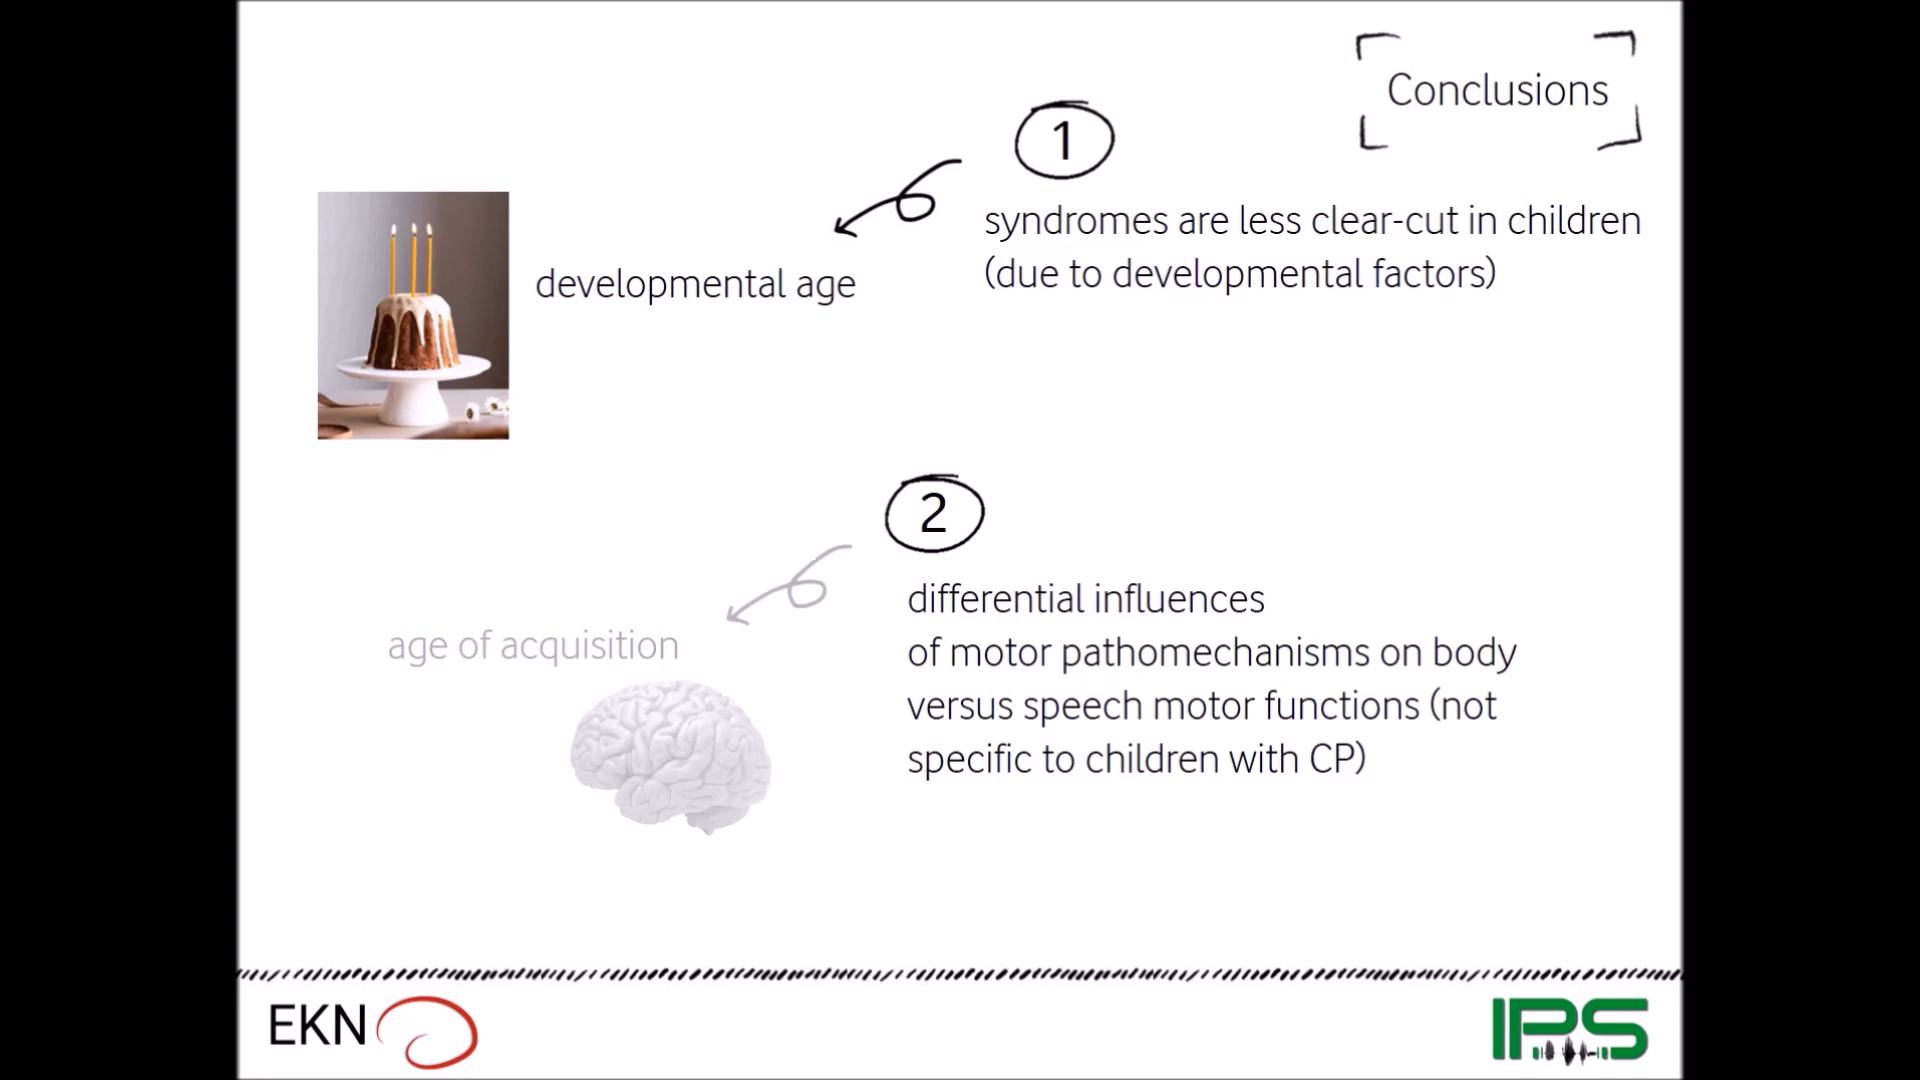 Conclusions
1
syndromes are less clear-cut in children
(due to developmental factors)
developmental age
2
differential influences
of motor pathomechanisms on body
versus speech motor functions (not
specific to children with CP)
age of acquisition
EKN
IPS